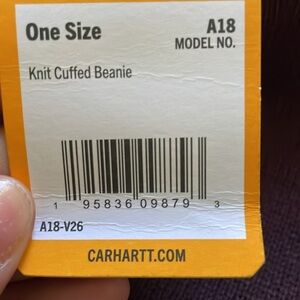 One Size
A18
MODEL NO.
Knit Cuffed Beanie
1 95836 09879 3
A18-V26
CARHARTT.COM